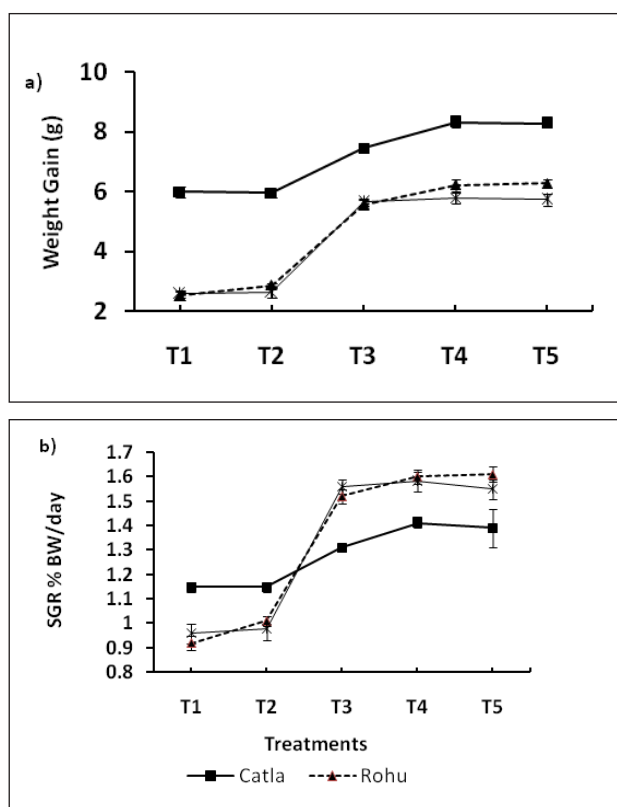 a)
Weight Gain (g)
10
8
6
4
2
T1 T2 T3 T4 T5
b)
SGR % BW/day
1.7
1.6
1.5
1.4
1.3
1.2
1.1
1
0.9
0.8
T1 T2 T3 T4 T5
Treatments
Catla Rohu